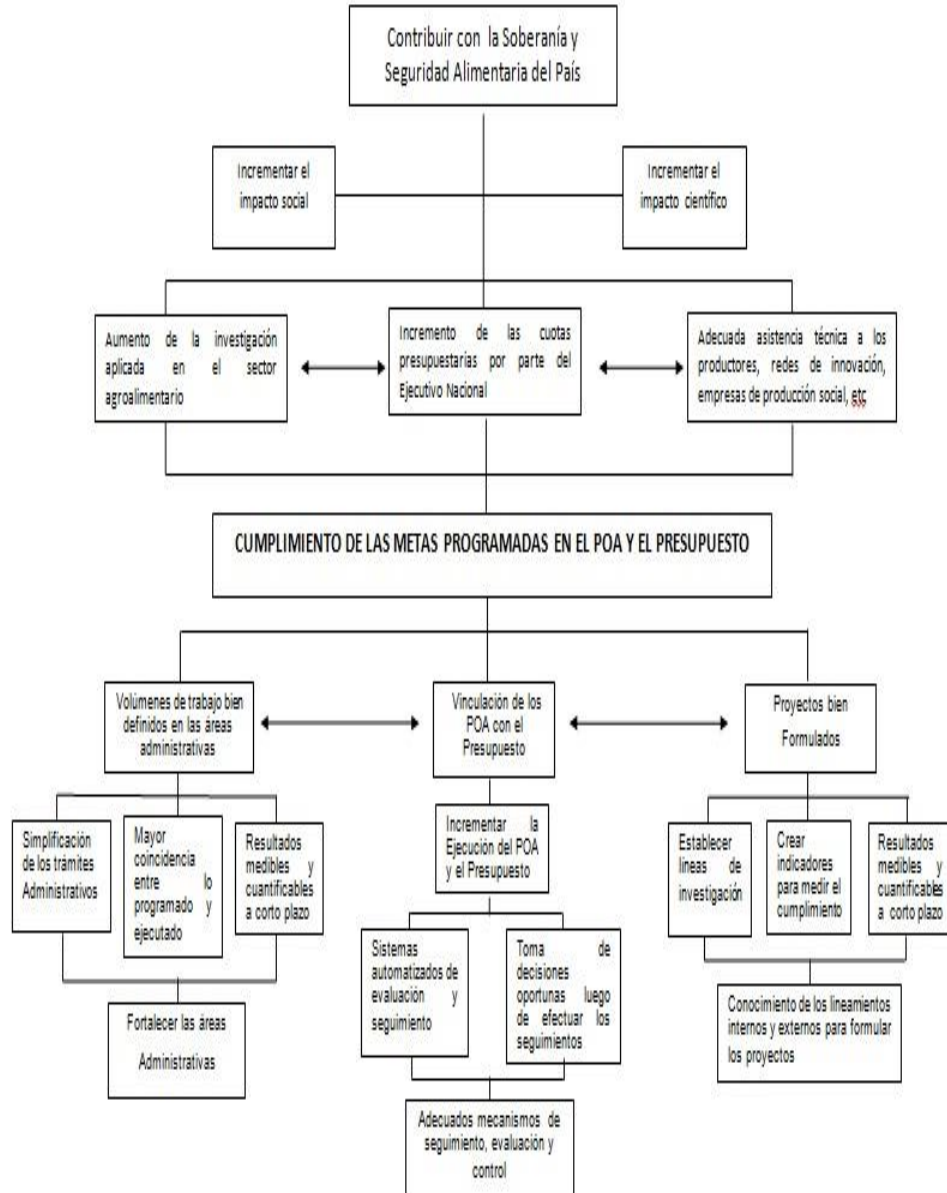 Contribuir con la Soberanía y
Seguridad Alimentaria del País
Incrementar el
impacto social
Incrementar el
impacto científico
Aumento de la investigación
aplicada en el sector
agroalimentario
Incremento de las cuotas
presupuestarias por parte del
Ejecutivo Nacional
Adecuada asistencia técnica a los
productores, redes de innovación,
empresas de producción social, etc
CUMPLIMIENTO DE LAS METAS PROGRAMADAS EN EL POA Y EL PRESUPUESTO
Volúmenes de trabajo bien
definidos en las áreas
administrativas
Vinculación de los
POA con el
Presupuesto
Proyectos bien
Formulados
Simplificación
de los trámites
Administrativos
Mayor
coincidencia
entre lo
programado y
ejecutado
Resultados
medibles y
cuantificables
a corto plazo
Incrementar la
Ejecución del POA
y el Presupuesto
Establecer
líneas de
investigación
Crear
indicadores
para medir el
cumplimiento
Resultados
medibles y
cuantificables
a corto plazo
Sistemas
automatizados de
evaluación y
seguimiento
Toma de
decisiones
oportunas luego
de efectuar los
seguimientos
Fortalecer las áreas
Administrativas
Conocimiento de los lineamientos
internos y externos para formular
los proyectos
Adecuados mecanismos de
seguimiento, evaluación y
control